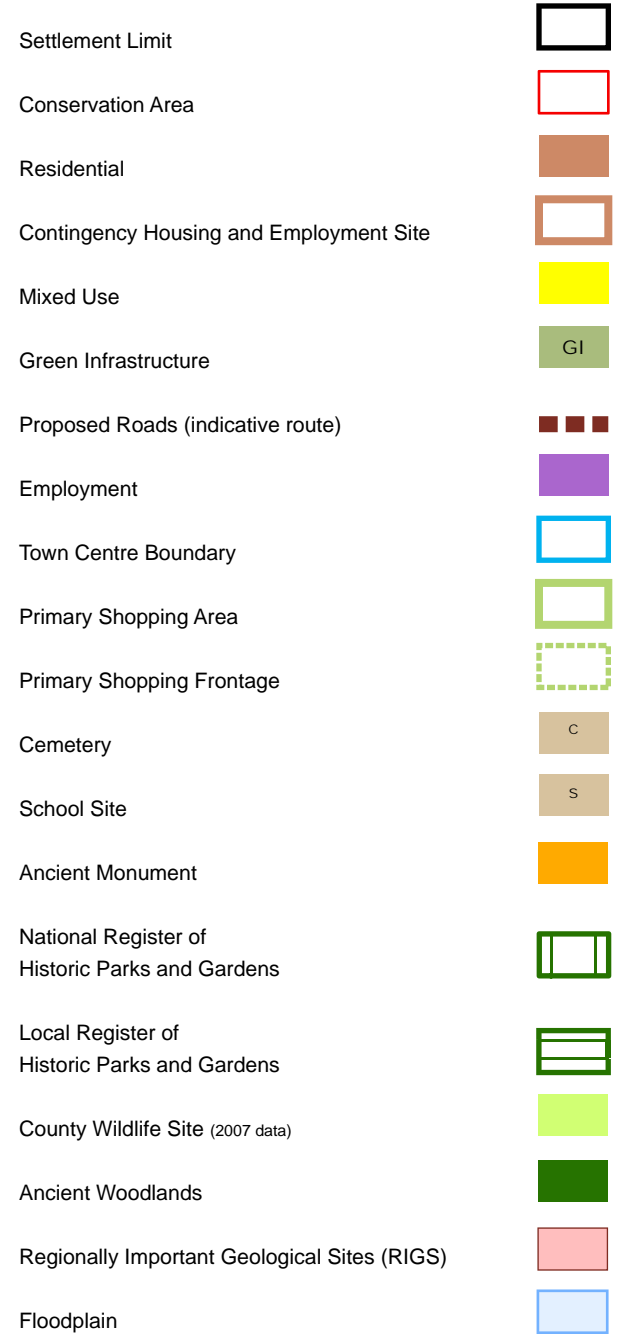 Settlement Limit
Conservation Area
Residential
Contingency Housing and Employment Site
Mixed Use
Green Infrastructure GI
Proposed Roads (indicative route)
Employment
Town Centre Boundary
Primary Shopping Area
Primary Shopping Frontage
Cemetery C
School Site S
Ancient Monument
National Register of
Historic Parks and Gardens
Local Register of
Historic Parks and Gardens
County Wildlife Site (2007 data)
Ancient Woodlands
Regionally Important Geological Sites (RIGS)
Floodplain